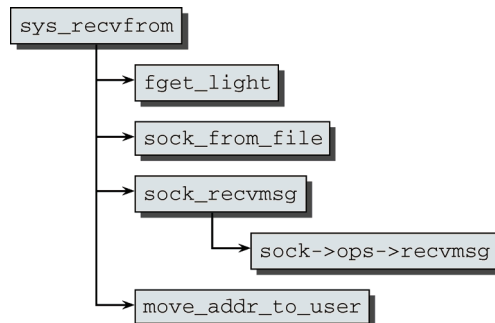 sys_recvfrom
fget_light
sock_from_file
sock_recvmsg
sock->ops->recvmsg
move_addr_to_user